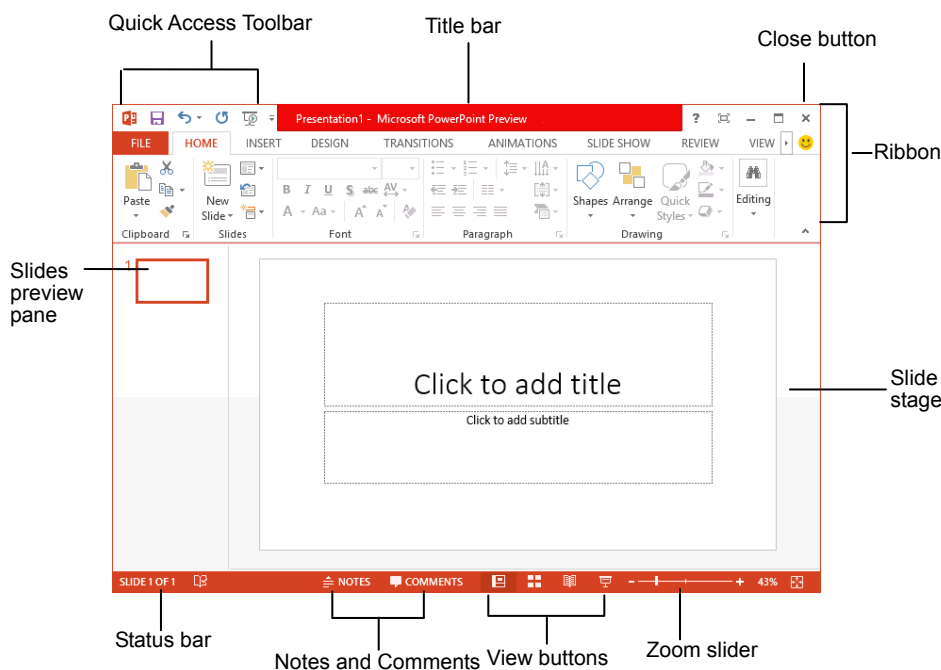 Quick Access Toolbar
Title bar
Close button
Presentation1 - Microsoft PowerPoint Preview
?
FILE HOME INSERT DESIGN TRANSITIONS ANIMATIONS SLIDE SHOW REVIEW VIEW
Ribbon
Paste
New
Slide
B I U S abc AV
A Aa A A
Shapes Arrange Quick
Styles
Editing
Clipboard Slides Font Paragraph Drawing
Slides
preview
pane
1
Click to add title
Click to add subtitle
Slide
stage
SLIDE 1 OF 1 NOTES COMMENTS - + 43%
Status bar
Notes and Comments
View buttons
Zoom slider